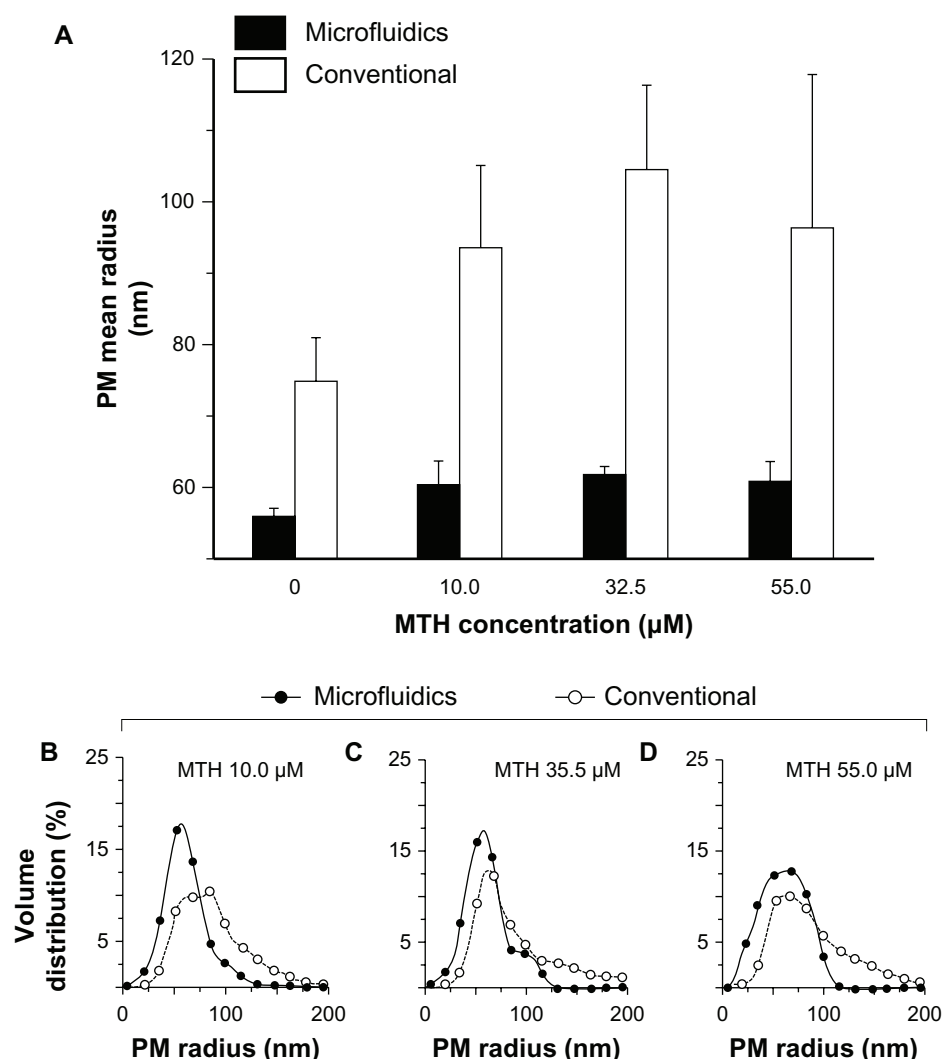 A
Microfluidics
Conventional
120
100
80
60
PM mean radius
(nm)
0 10.0 32.5 55.0
MTH concentration (µM)
Microfluidics Conventional
B
MTH 10.0 µM
25
15
5
Volume
distribution (%)
0 100 200
PM radius (nm)
C
MTH 35.5 µM
25
15
5
0 100 200
PM radius (nm)
D
MTH 55.0 µM
25
15
5
0 100 200
PM radius (nm)